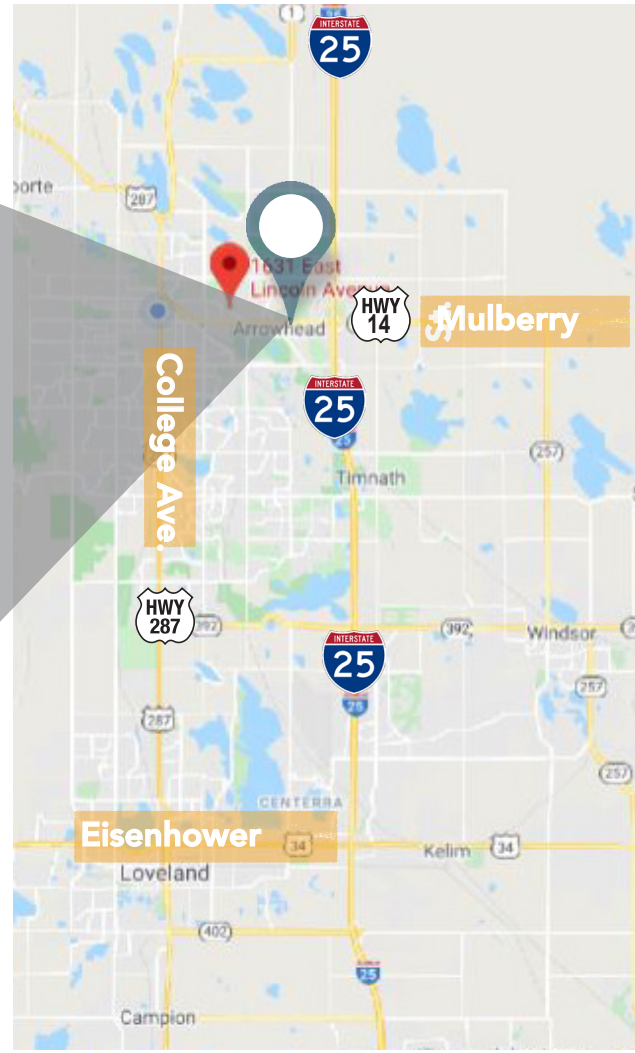 1
INTERSTATE
25
porte
287
1631 East
Lincoln Avenue
HWY
14
St
Mulberry
Arrowhead
College Ave.
INTERSTATE
25
25
257
Timnath
HWY
287
392
392
Windsor
INTERSTATE
25
257
25
287
257
CENTERRA
Eisenhower
34
Kelim
34
Loveland
402
25
Campion